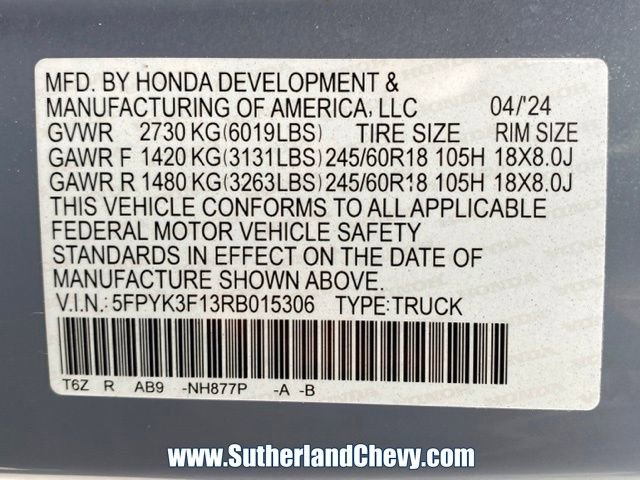 MFD. BY HONDA DEVELOPMENT &
MANUFACTURING OF AMERICA, LLC 04/'24
GVWR 2730 KG(6019LBS) TIRE SIZE RIM SIZE
GAWR F 1420 KG(3131LBS) 245/60R18 105H 18X8.0J
GAWR R 1480 KG(3263LBS) 245/60R18 105H 18X8.0J
THIS VEHICLE CONFORMS TO ALL APPLICABLE
FEDERAL MOTOR VEHICLE SAFETY
STANDARDS IN EFFECT ON THE DATE OF
MANUFACTURE SHOWN ABOVE.
V.I.N.: 5FPYK3F13RB015306 TYPE:TRUCK
T6Z R AB9 -NH877P -A -B
www.SutherlandChevy.com